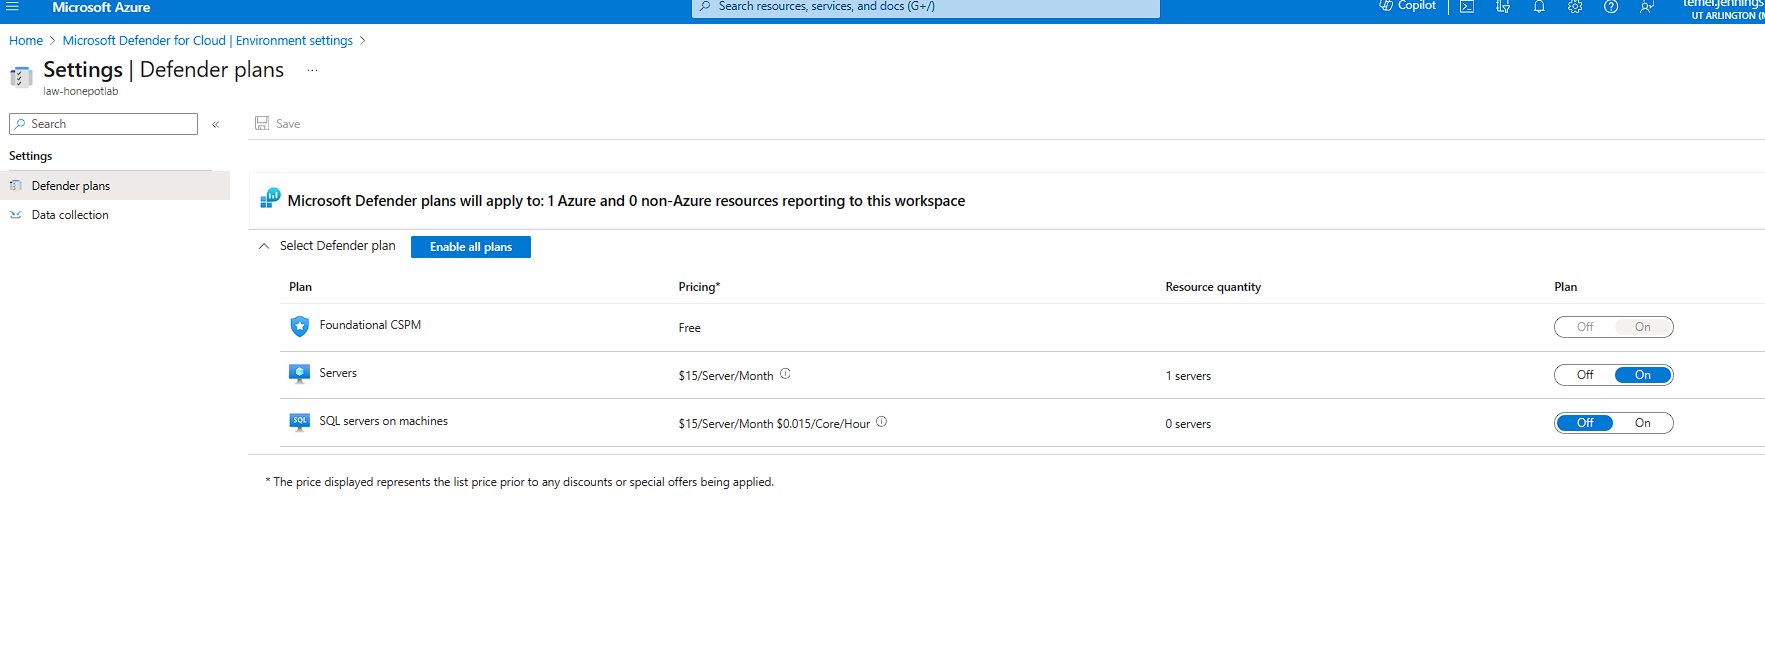 Microsoft Azure
Search resources, services, and docs (G+/)
Copilot
temel.jennings
UT ARLINGTON (
Home > Microsoft Defender for Cloud | Environment settings >
Settings | Defender plans ...
law-honepotlab
Search «
Save
Settings
Defender plans
Data collection
Microsoft Defender plans will apply to: 1 Azure and 0 non-Azure resources reporting to this workspace
Select Defender plan Enable all plans
Plan Pricing* Resource quantity Plan
Foundational CSPM Free Off On
Servers $15/Server/Month 1 servers Off On
SQL
SQL servers on machines $15/Server/Month $0.015/Core/Hour 0 servers Off On
* The price displayed represents the list price prior to any discounts or special offers being applied.